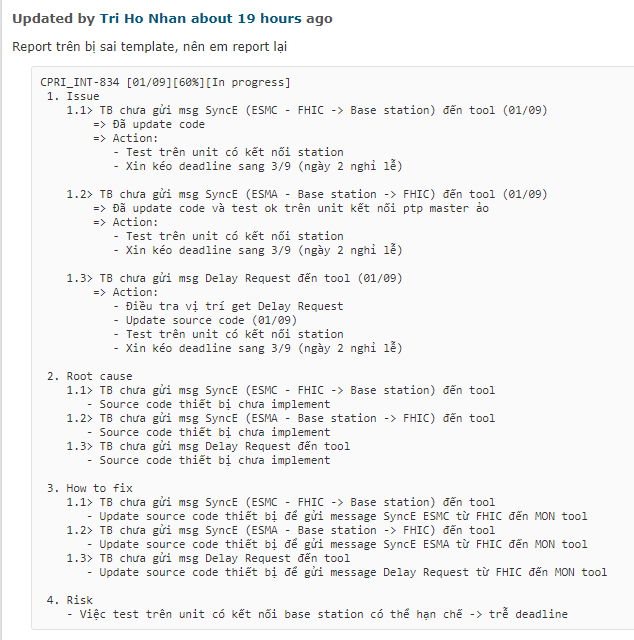 Updated by Tri Ho Nhan about 19 hours ago
Report trên bị sai template, nên em report lại
CPRI_INT-834 [01/09][60%][In progress]
1. Issue
1.1> TB chưa gửi msg SyncE (ESMC - FHIC -> Base station) đến tool (01/09)
=> Đã update code
=> Action:
- Test trên unit có kết nối station
- Xin kéo deadline sang 3/9 (ngày 2 nghỉ lễ)
1.2> TB chưa gửi msg SyncE (ESMA - Base station -> FHIC) đến tool (01/09)
=> Đã update code và test ok trên unit kết nối ptp master ảo
=> Action:
- Test trên unit có kết nối station
- Xin kéo deadline sang 3/9 (ngày 2 nghỉ lễ)
1.3> TB chưa gửi msg Delay Request đến tool (01/09)
=> Action:
- Điều tra vị trí get Delay Request
- Update source code (01/09)
- Test trên unit có kết nối station
- Xin kéo deadline sang 3/9 (ngày 2 nghỉ lễ)
2. Root cause
1.1> TB chưa gửi msg SyncE (ESMC - FHIC -> Base station) đến tool
- Source code thiết bị chưa implement
1.2> TB chưa gửi msg SyncE (ESMA - Base station -> FHIC) đến tool
- Source code thiết bị chưa implement
1.3> TB chưa gửi msg Delay Request đến tool
- Source code thiết bị chưa implement
3. How to fix
1.1> TB chưa gửi msg SyncE (ESMC - FHIC -> Base station) đến tool
- Update source code thiết bị để gửi message SyncE ESMC từ FHIC đến MON tool
1.2> TB chưa gửi msg SyncE (ESMA - Base station -> FHIC) đến tool
- Update source code thiết bị để gửi message SyncE ESMA từ FHIC đến MON tool
1.3> TB chưa gửi msg Delay Request đến tool
- Update source code thiết bị để gửi message Delay Request từ FHIC đến MON tool
4. Risk
- Việc test trên unit có kết nối base station có thể hạn chế -> trễ deadline